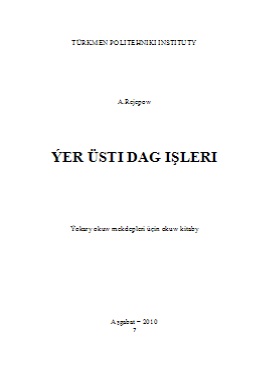 TÜRKMEN POLITEHNIKI INSTITUTY
A.Rejepow
ÝER ÜSTI DAG IŞLERI
Ýokary okuw mekdepleri üçin okuw kitaby
Aşgabat – 2010
7